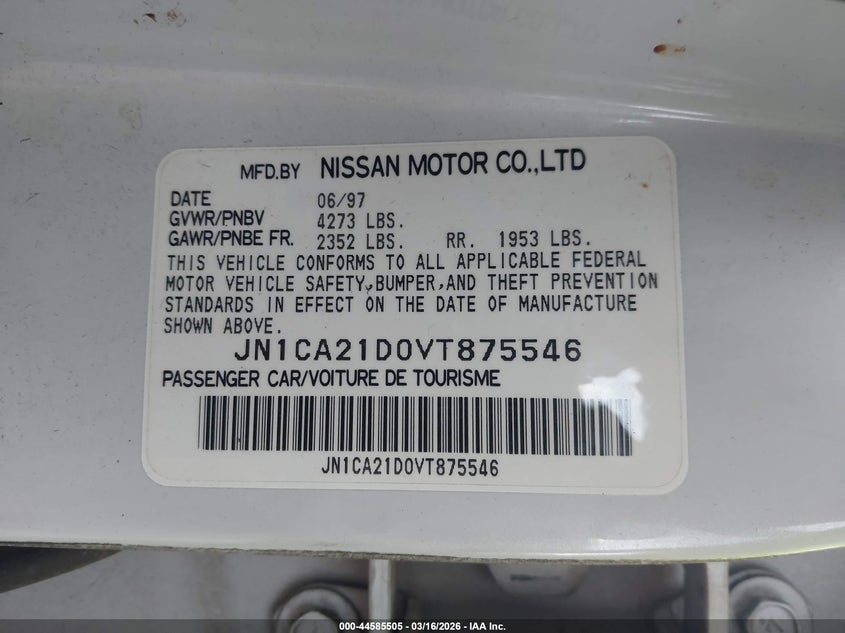 MFD.BY NISSAN MOTOR CO.,LTD
DATE 06/97
GVWR/PNBV 4273 LBS.
GAWR/PNBE FR. 2352 LBS. RR. 1953 LBS.
THIS VEHICLE CONFORMS TO ALL APPLICABLE FEDERAL
MOTOR VEHICLE SAFETY,BUMPER,AND THEFT PREVENTION
STANDARDS IN EFFECT ON THE DATE OF MANUFACTURE
SHOWN ABOVE.
JN1CA21D0VT875546
PASSENGER CAR/VOITURE DE TOURISME
JN1CA21D0VT875546
000-44585505 - 03/16/2026 - IAA Inc.